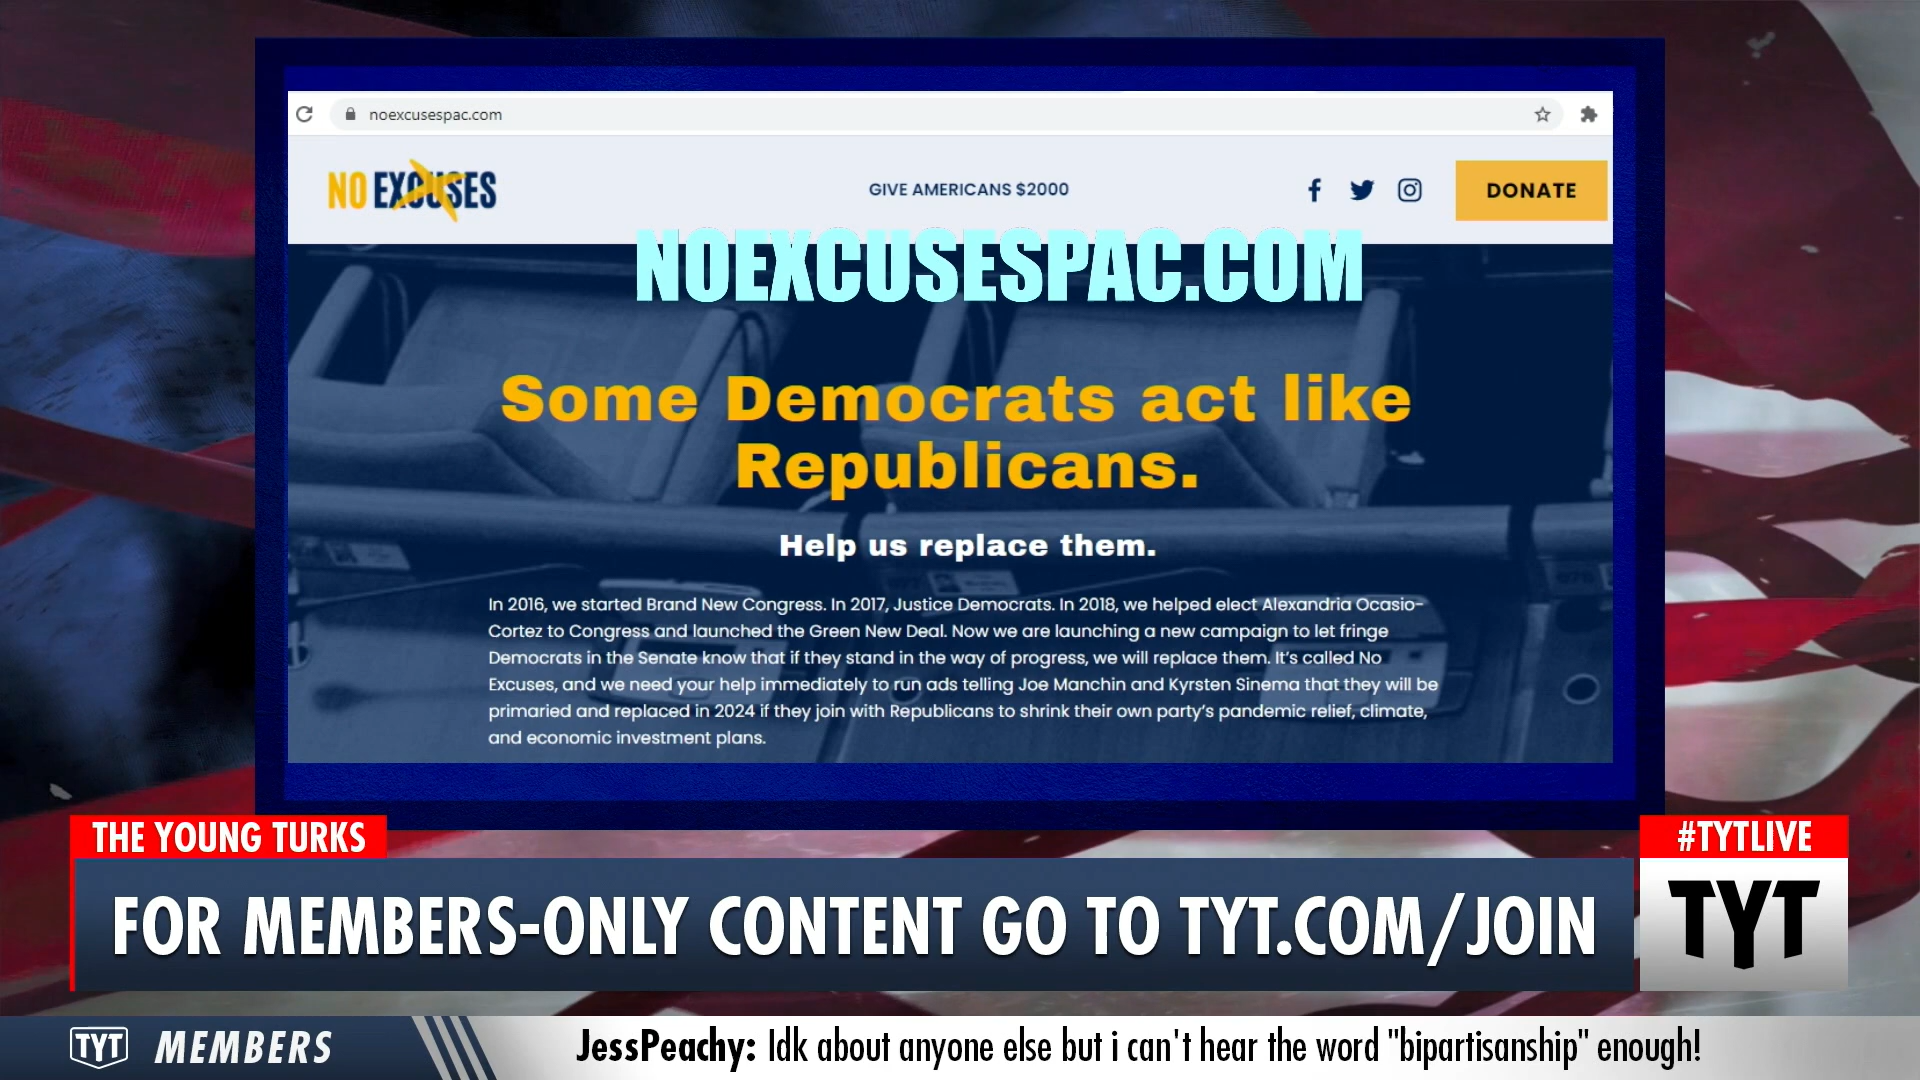 noexcusespac.com
NO EXCUSES
GIVE AMERICANS $2000
DONATE
NOEXCUSESPAC.COM
Some Democrats act like
Republicans.
Help us replace them.
In 2016, we started Brand New Congress. In 2017, Justice Democrats. In 2018, we helped elect Alexandria Ocasio-
Cortez to Congress and launched the Green New Deal. Now we are launching a new campaign to let fringe
Democrats in the Senate know that if they stand in the way of progress, we will replace them. It's called No
Excuses, and we need your help immediately to run ads telling Joe Manchin and Kyrsten Sinema that they will be
primaried and replaced in 2024 if they join with Republicans to shrink their own party's pandemic relief, climate,
and economic investment plans.
THE YOUNG TURKS
#TYTLIVE
FOR MEMBERS-ONLY CONTENT GO TO TYT.COM/JOIN
TYT
TYT MEMBERS
JessPeachy: Idk about anyone else but i can't hear the word "bipartisanship" enough!